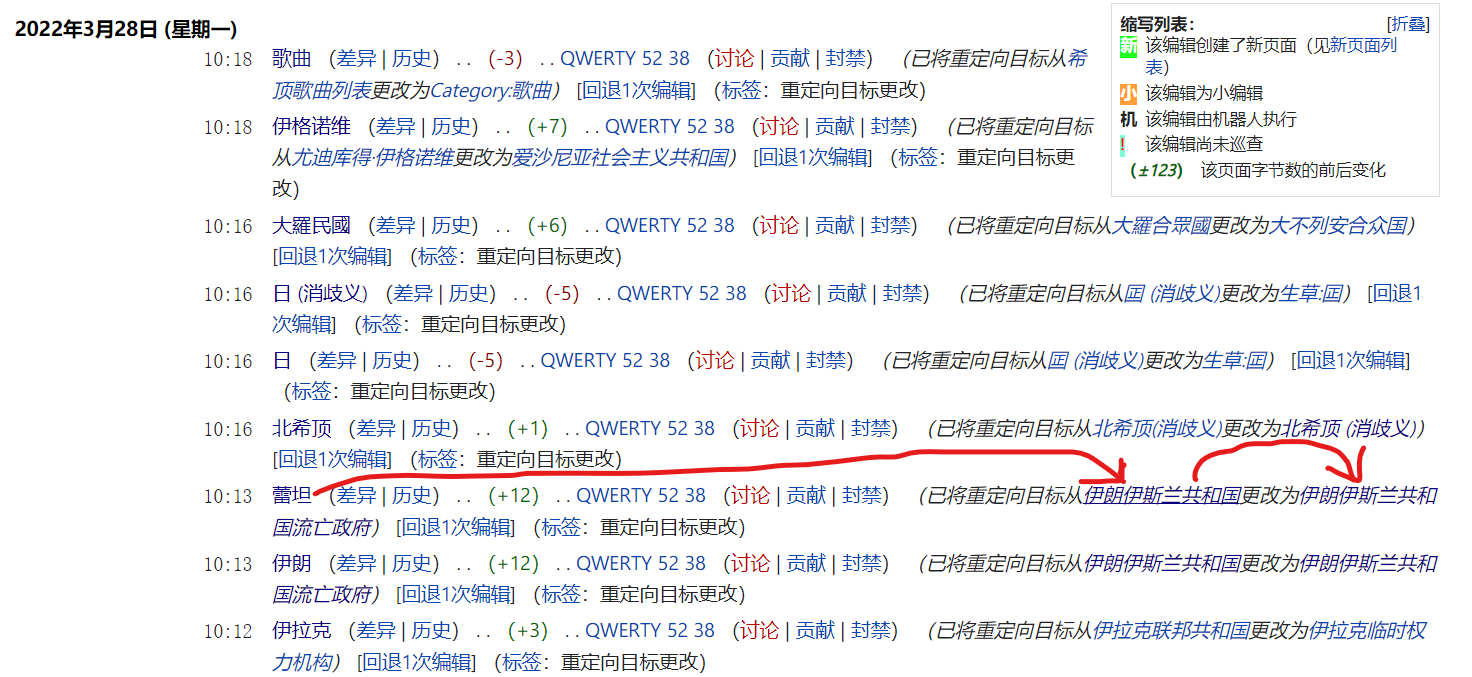 2022年3月28日 (星期一)
缩写列表： [折叠]
新 该编辑创建了新页面（见新页面列
表）
小 该编辑为小编辑
机 该编辑由机器人执行
! 该编辑尚未巡查
(±123) 该页面字节数的前后变化
10:18 歌曲 （差异 | 历史） . . （-3） . . QWERTY 52 38 （讨论 | 贡献 | 封禁） （已将重定向目标从希
顶歌曲列表更改为Category:歌曲） [回退1次编辑] （标签：重定向目标更改）
10:18 伊格诺维 （差异 | 历史） . . （+7） . . QWERTY 52 38 （讨论 | 贡献 | 封禁） （已将重定向目标
从尤迪库得·伊格诺维更改为爱沙尼亚社会主义共和国） [回退1次编辑] （标签：重定向目标更
改）
10:16 大羅民國 （差异 | 历史） . . （+6） . . QWERTY 52 38 （讨论 | 贡献 | 封禁） （已将重定向目标从大羅合眾國更改为大不列安合众国）
[回退1次编辑] （标签：重定向目标更改）
10:16 日 (消歧义) （差异 | 历史） . . （-5） . . QWERTY 52 38 （讨论 | 贡献 | 封禁） （已将重定向目标从囸 (消歧义)更改为生草:囸） [回退1
次编辑] （标签：重定向目标更改）
10:16 日 （差异 | 历史） . . （-5） . . QWERTY 52 38 （讨论 | 贡献 | 封禁） （已将重定向目标从囸 (消歧义)更改为生草:囸） [回退1次编辑]
（标签：重定向目标更改）
10:16 北希顶 （差异 | 历史） . . （+1） . . QWERTY 52 38 （讨论 | 贡献 | 封禁） （已将重定向目标从北希顶(消歧义)更改为北希顶 (消歧义)）
[回退1次编辑] （标签：重定向目标更改）
10:13 蕾坦 （差异 | 历史） . . （+12） . . QWERTY 52 38 （讨论 | 贡献 | 封禁） （已将重定向目标从伊朗伊斯兰共和国更改为伊朗伊斯兰共和
国流亡政府） [回退1次编辑] （标签：重定向目标更改）
10:13 伊朗 （差异 | 历史） . . （+12） . . QWERTY 52 38 （讨论 | 贡献 | 封禁） （已将重定向目标从伊朗伊斯兰共和国更改为伊朗伊斯兰共和
国流亡政府） [回退1次编辑] （标签：重定向目标更改）
10:12 伊拉克 （差异 | 历史） . . （+3） . . QWERTY 52 38 （讨论 | 贡献 | 封禁） （已将重定向目标从伊拉克联邦共和国更改为伊拉克临时权
力机构） [回退1次编辑] （标签：重定向目标更改）